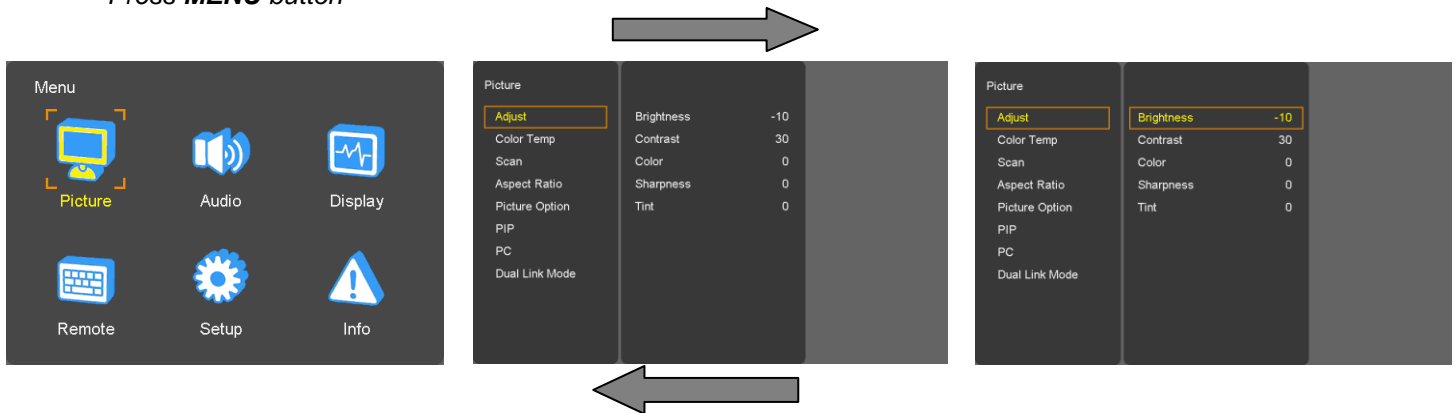 Press MENU button
Menu
Picture Audio Display
Remote Setup Info
Picture
Adjust Brightness -10
Color Temp Contrast 30
Scan Color 0
Aspect Ratio Sharpness 0
Picture Option Tint 0
PIP
PC
Dual Link Mode
Picture
Adjust Brightness -10
Color Temp Contrast 30
Scan Color 0
Aspect Ratio Sharpness 0
Picture Option Tint 0
PIP
PC
Dual Link Mode